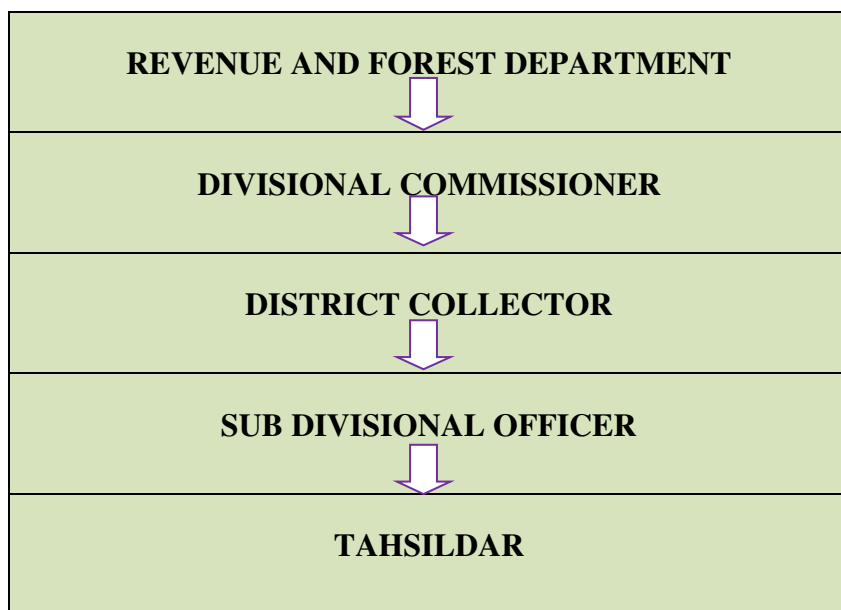 REVENUE AND FOREST DEPARTMENT
DIVISIONAL COMMISSIONER
DISTRICT COLLECTOR
SUB DIVISIONAL OFFICER
TAHSILDAR